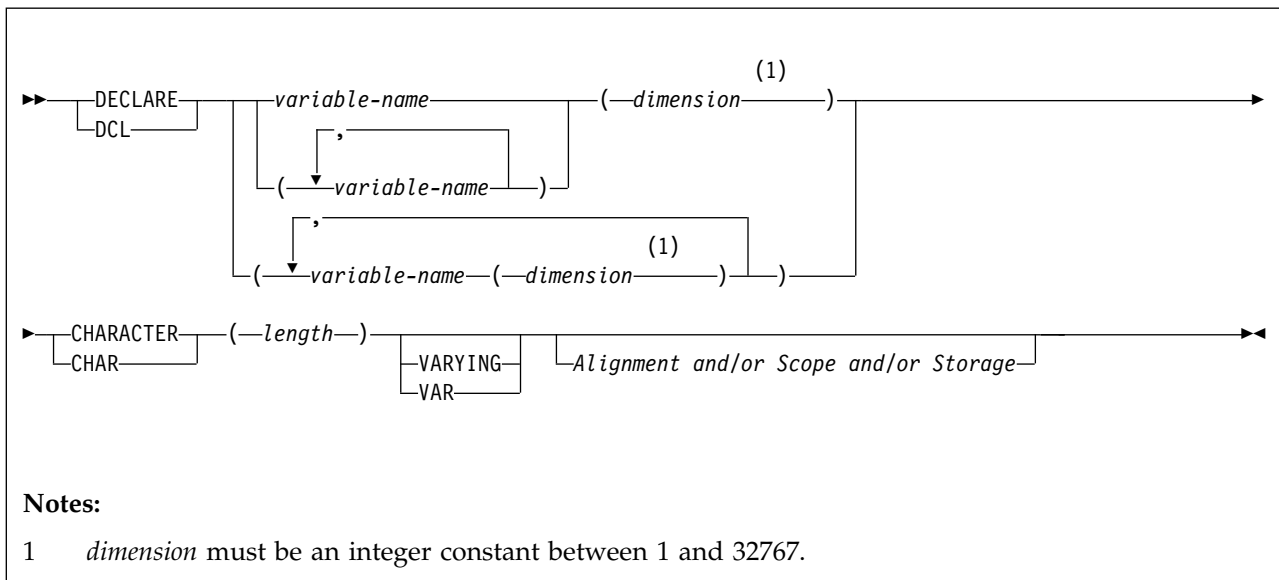 (1)
DECLARE variable-name ( dimension )
DCL ,
( variable-name )
,
(1)
( variable-name ( dimension ) )
CHARACTER ( length )
CHAR VARYING Alignment and/or Scope and/or Storage
VAR
Notes:
1 dimension must be an integer constant between 1 and 32767.